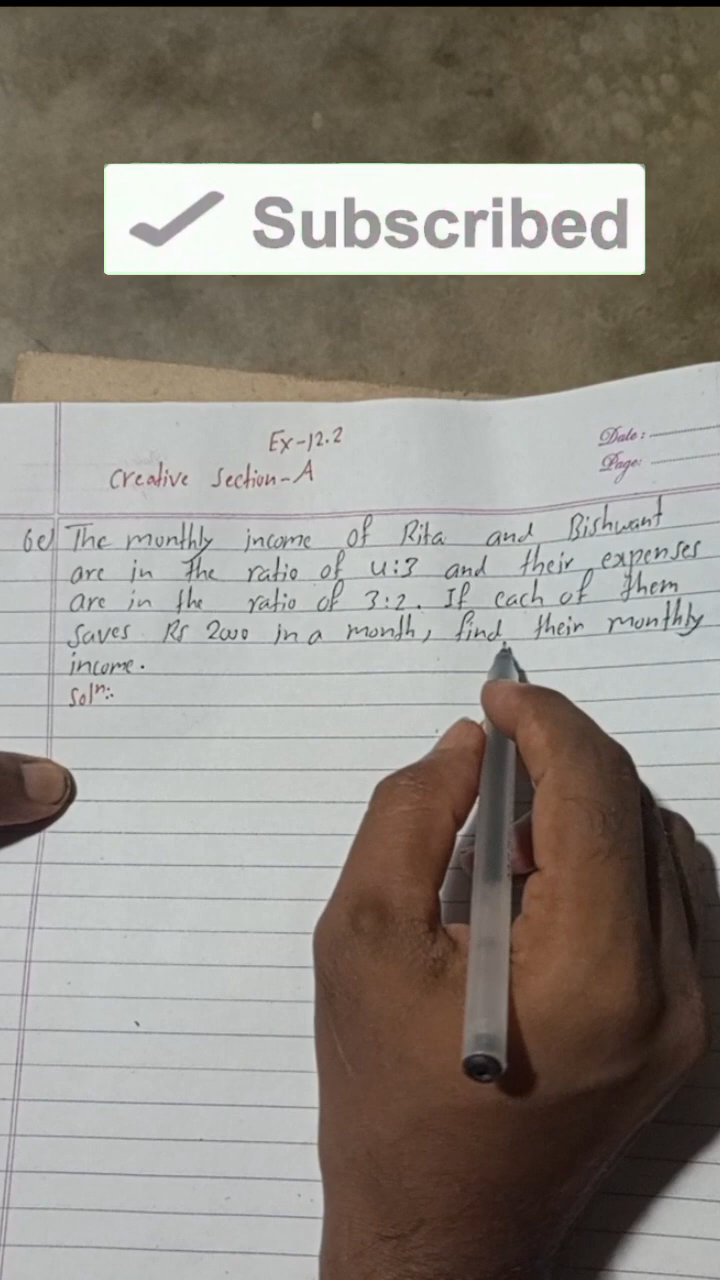 ✓ Subscribed
Ex-12.2
Date:
Creative Section-A
Page:
6e) The monthly income of Rita and Bishwant
are in the ratio of 4:3 and their expenses
are in the ratio of 3:2. If each of them
saves Rs 2000 in a month, find their monthly
income.
Solⁿ: